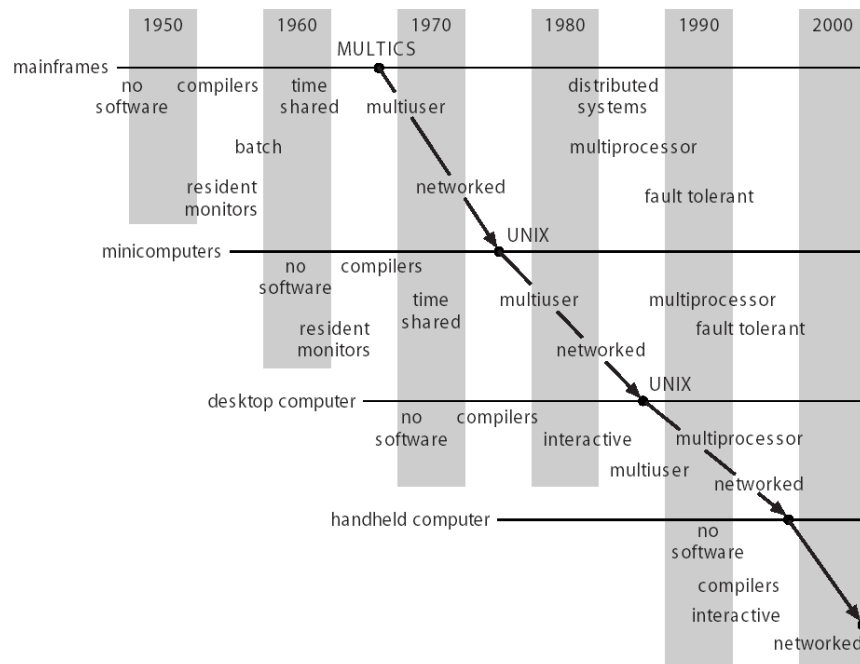 1950 1960 1970 1980 1990 2000
MULTICS
mainframes
no compilers time distributed
software shared multiuser systems
batch multiprocessor
resident networked fault tolerant
monitors
UNIX
minicomputers
no compilers
software time multiuser multiprocessor
resident shared fault tolerant
monitors networked
UNIX
desktop computer
no compilers
software interactive multiprocessor
multiuser
networked
handheld computer
no
software
compilers
interactive
networked